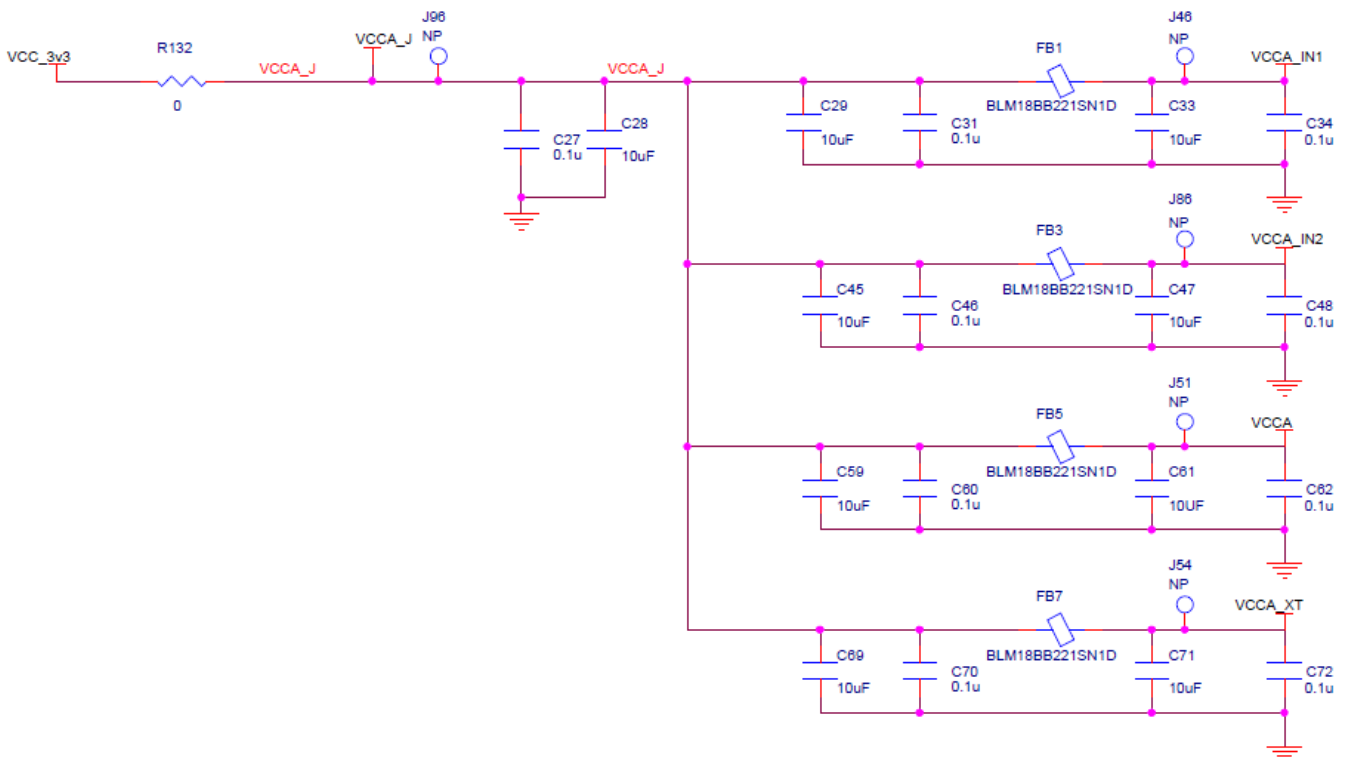 VCC_3v3
R132
0
VCCA_J
VCCA_J
J96
NP
VCCA_J
C27
0.1u
C28
10uF
C29
10uF
C31
0.1u
FB1
BLM18BB221SN1D
J46
NP
C33
10uF
VCCA_IN1
C34
0.1u
C45
10uF
C46
0.1u
FB3
BLM18BB221SN1D
J86
NP
C47
10uF
VCCA_IN2
C48
0.1u
C59
10uF
C60
0.1u
FB5
BLM18BB221SN1D
J51
NP
C61
10UF
VCCA
C62
0.1u
C69
10uF
C70
0.1u
FB7
BLM18BB221SN1D
J54
NP
C71
10uF
VCCA_XT
C72
0.1u